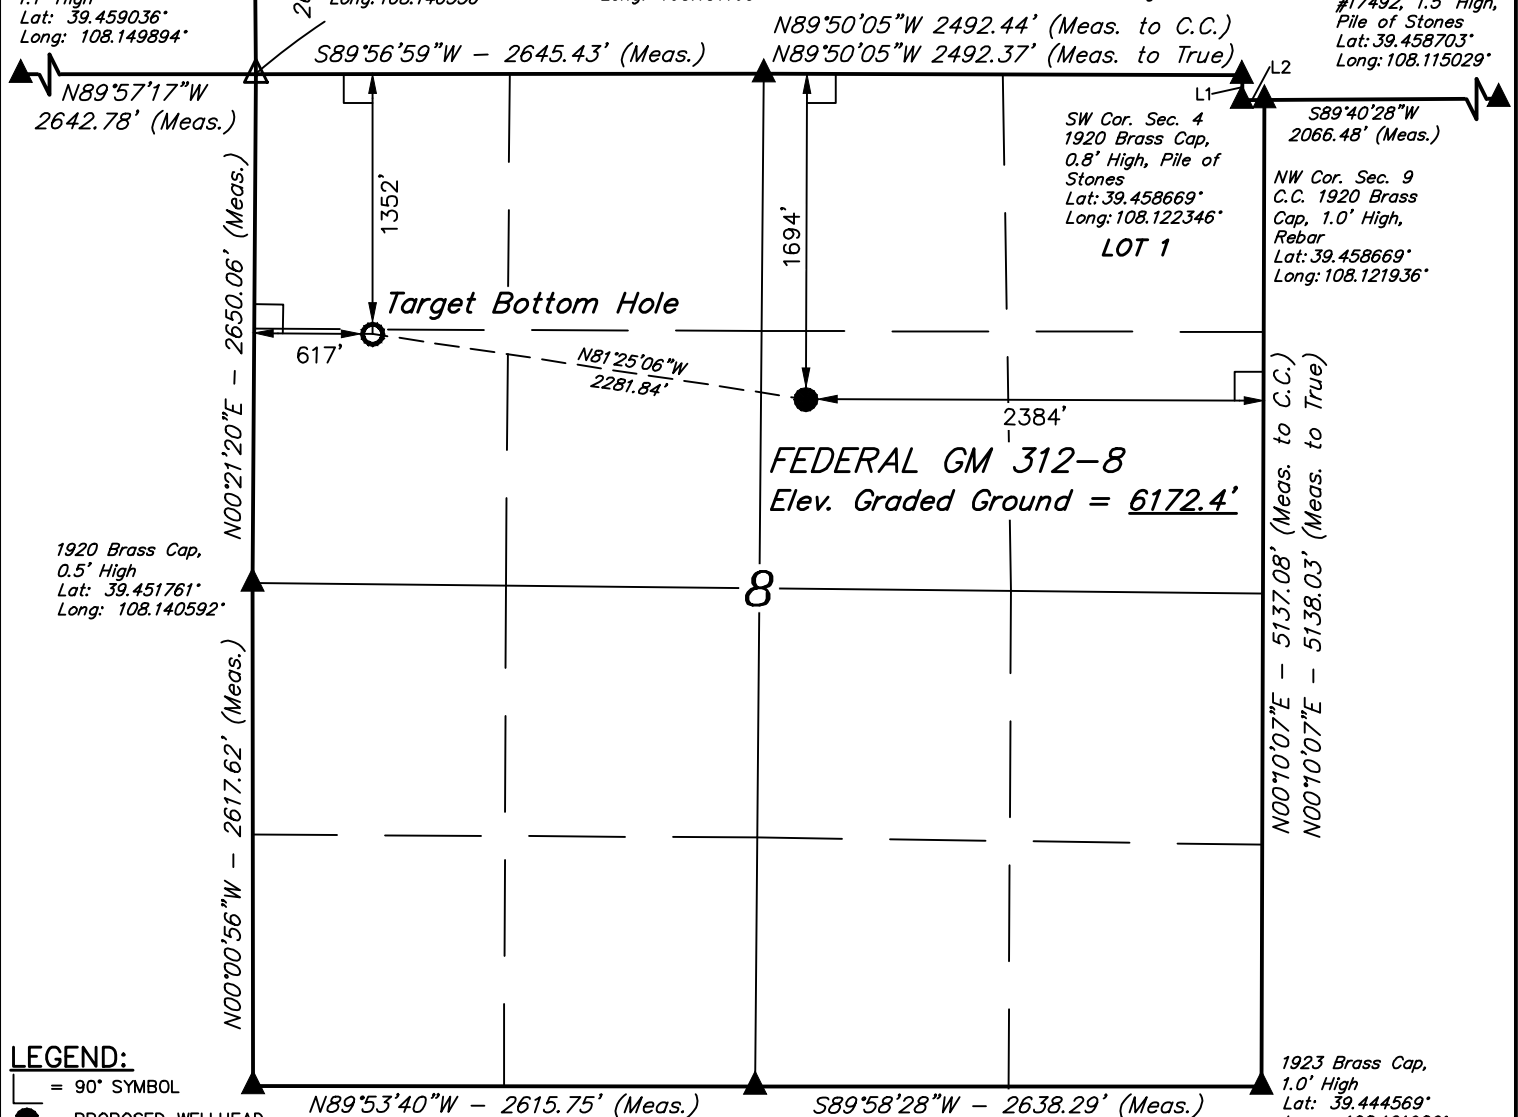 Lat: 39.459036°
Long: 108.149894°
S89°56'59"W - 2645.43' (Meas.)
N89°50'05"W 2492.44' (Meas. to C.C.)
N89°50'05"W 2492.37' (Meas. to True)
#17492, 1.5' High,
Pile of Stones
Lat:39.458703°
Long:108.115029°
L2
L1
N89°57'17"W
2642.78' (Meas.)
S89°40'28"W
2066.48' (Meas.)
SW Cor. Sec. 4
1920 Brass Cap,
0.8' High, Pile of
Stones
Lat:39.458669°
Long:108.122346°
LOT 1
NW Cor. Sec. 9
C.C. 1920 Brass
Cap, 1.0' High,
Rebar
Lat:39.458669°
Long:108.121936°
1352'
1694'
N00°21'20"E - 2650.06' (Meas.)
Target Bottom Hole
617'
N81°25'06"W
2281.84'
2384'
FEDERAL GM 312-8
Elev. Graded Ground = 6172.4'
N00°10'07"E - 5137.08' (Meas. to C.C.)
N00°10'07"E - 5138.03' (Meas. to True)
1920 Brass Cap,
0.5' High
Lat: 39.451761°
Long: 108.140592°
8
N00°00'56"W - 2617.62' (Meas.)
LEGEND:
= 90° SYMBOL
PROPOSED WELLHEAD
N89°53'40"W - 2615.75' (Meas.)
S89°58'28"W - 2638.29' (Meas.)
1923 Brass Cap,
1.0' High
Lat: 39.444569°